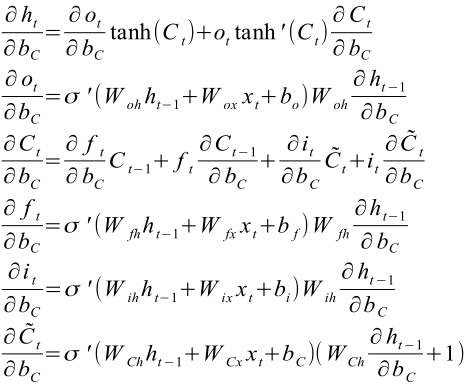 ∂h_t/∂b_C = ∂o_t/∂b_C tanh(C_t) + o_t tanh '(C_t) ∂C_t/∂b_C
∂o_t/∂b_C = σ '(W_oh h_{t−1} + W_ox x_t + b_o) W_oh ∂h_{t−1}/∂b_C
∂C_t/∂b_C = ∂f_t/∂b_C C_{t−1} + f_t ∂C_{t−1}/∂b_C + ∂i_t/∂b_C C̃_t + i_t ∂C̃_t/∂b_C
∂f_t/∂b_C = σ '(W_fh h_{t−1} + W_fx x_t + b_f) W_fh ∂h_{t−1}/∂b_C
∂i_t/∂b_C = σ '(W_ih h_{t−1} + W_ix x_t + b_i) W_ih ∂h_{t−1}/∂b_C
∂C̃_t/∂b_C = σ '(W_Ch h_{t−1} + W_Cx x_t + b_C)(W_Ch ∂h_{t−1}/∂b_C + 1)